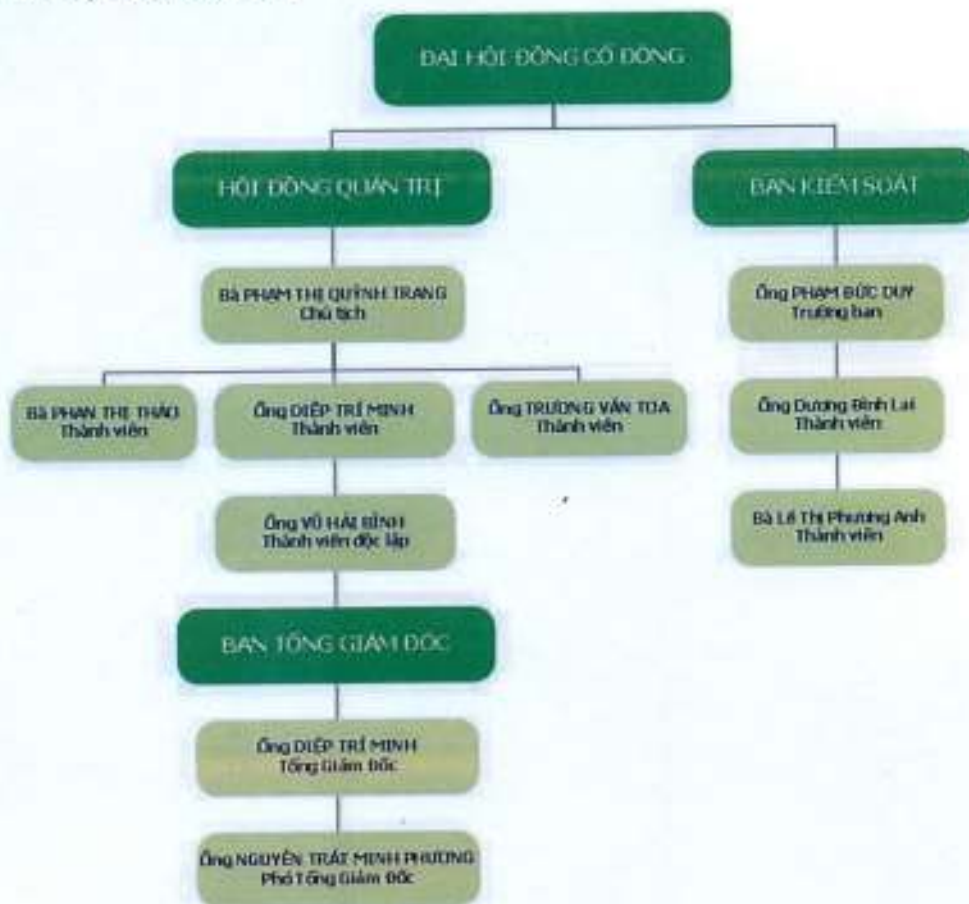 ĐẠI HỘI ĐỒNG CỔ ĐÔNG
HỘI ĐỒNG QUẢN TRỊ
BAN KIỂM SOÁT
Bà PHẠM THỊ QUỲNH TRANG
Chủ tịch
Ông PHẠM ĐỨC DUY
Trưởng ban
Bà PHAN THỊ THẢO
Thành viên
Ông DIỆP TRÍ MINH
Thành viên
Ông TRƯƠNG VĂN TOA
Thành viên
Ông Dương Đình Lai
Thành viên
Ông VŨ HẢI BÌNH
Thành viên độc lập
Bà Lê Thị Phương Anh
Thành viên
BAN TỔNG GIÁM ĐỐC
Ông DIỆP TRÍ MINH
Tổng Giám Đốc
Ông NGUYỄN MINH PHƯƠNG
Phó Tổng Giám Đốc